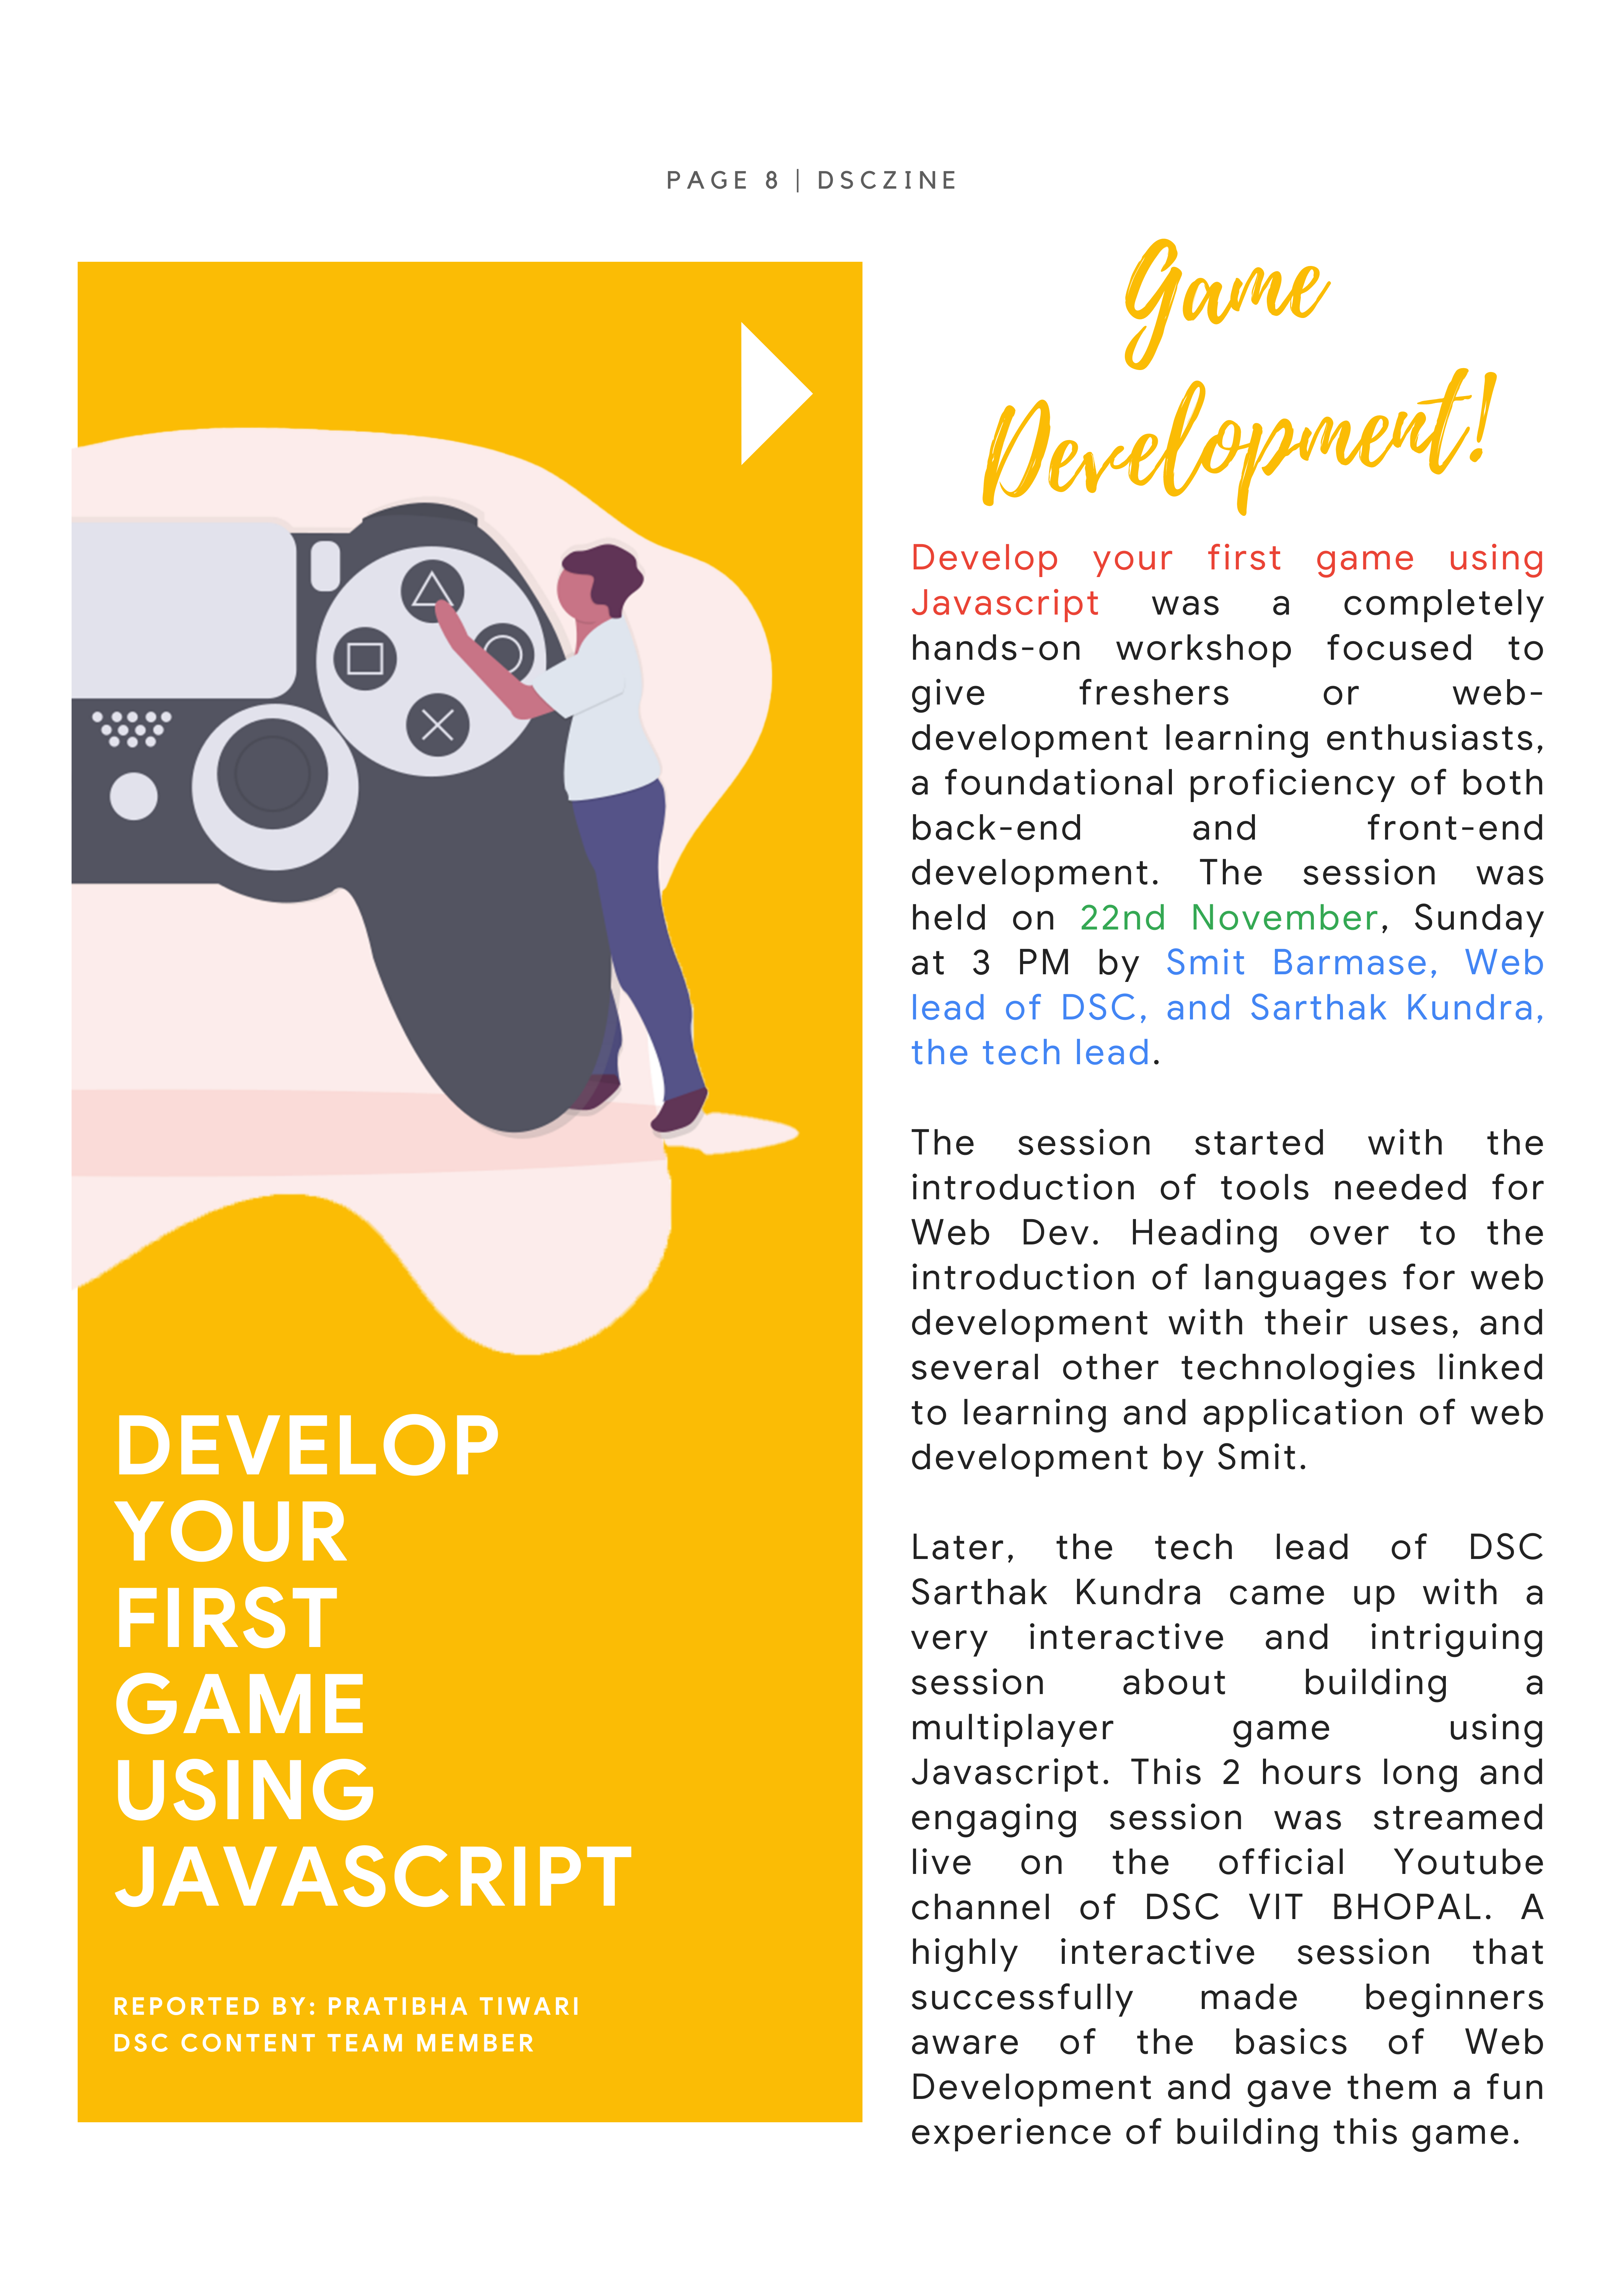 PAGE 8 | DSCZINE
DEVELOP
YOUR
FIRST
GAME
USING
JAVASCRIPT
REPORTED BY: PRATIBHA TIWARI
DSC CONTENT TEAM MEMBER
Game
Development!
Develop your first game using
Javascript was a completely
hands-on workshop focused to
give freshers or web-
development learning enthusiasts,
a foundational proficiency of both
back-end and front-end
development. The session was
held on 22nd November, Sunday
at 3 PM by Smit Barmase, Web
lead of DSC, and Sarthak Kundra,
the tech lead.
The session started with the
introduction of tools needed for
Web Dev. Heading over to the
introduction of languages for web
development with their uses, and
several other technologies linked
to learning and application of web
development by Smit.
Later, the tech lead of DSC
Sarthak Kundra came up with a
very interactive and intriguing
session about building a
multiplayer game using
Javascript. This 2 hours long and
engaging session was streamed
live on the official Youtube
channel of DSC VIT BHOPAL. A
highly interactive session that
successfully made beginners
aware of the basics of Web
Development and gave them a fun
experience of building this game.